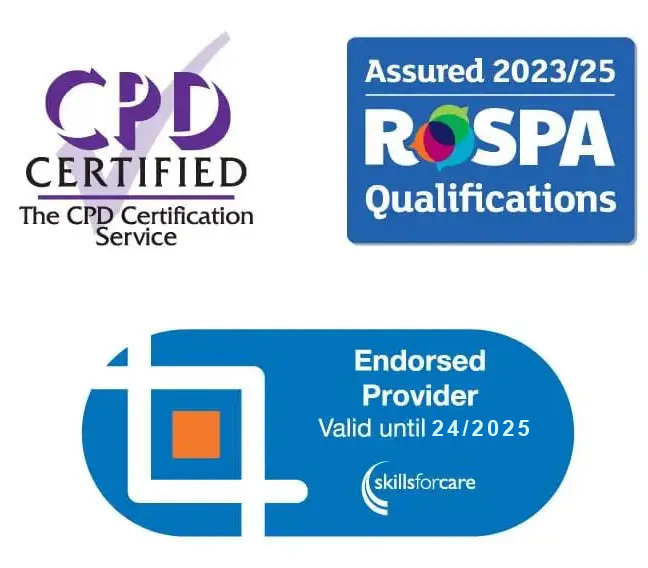 CPD
CERTIFIED
The CPD Certification
Service
Assured 2023/25
ROSPA
Qualifications
Endorsed
Provider
Valid until 24/2025
skillsforcare